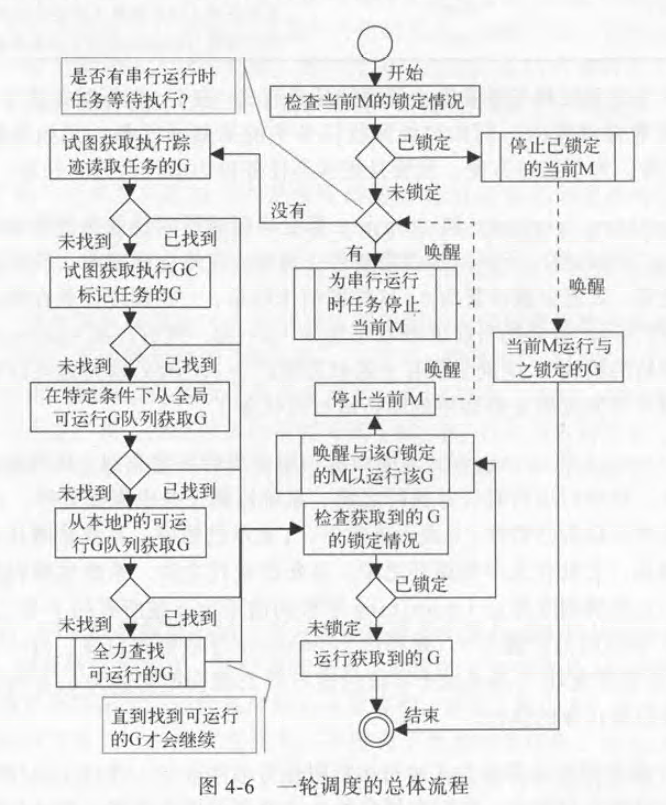 开始
是否有串行运行时
任务等待执行?
检查当前M的锁定情况
已锁定
停止已锁定
的当前M
未锁定
试图获取执行踪
迹读取任务的G
没有
有
唤醒
为串行运行
时任务停止
当前M
唤醒
当前M运行与
之锁定的G
未找到
已找到
试图获取执行GC
标记任务的G
未找到
已找到
在特定条件下从全局
可运行G队列获取G
未找到
已找到
从本地P的可运
行G队列获取G
未找到
已找到
全力查找
可运行的G
直到找到可运行
的G才会继续
唤醒
停止当前M
唤醒与该G锁定
的M以运行该G
检查获取到的 G
的锁定情况
已锁定
未锁定
运行获取到的 G
结束
图 4-6 一轮调度的总体流程